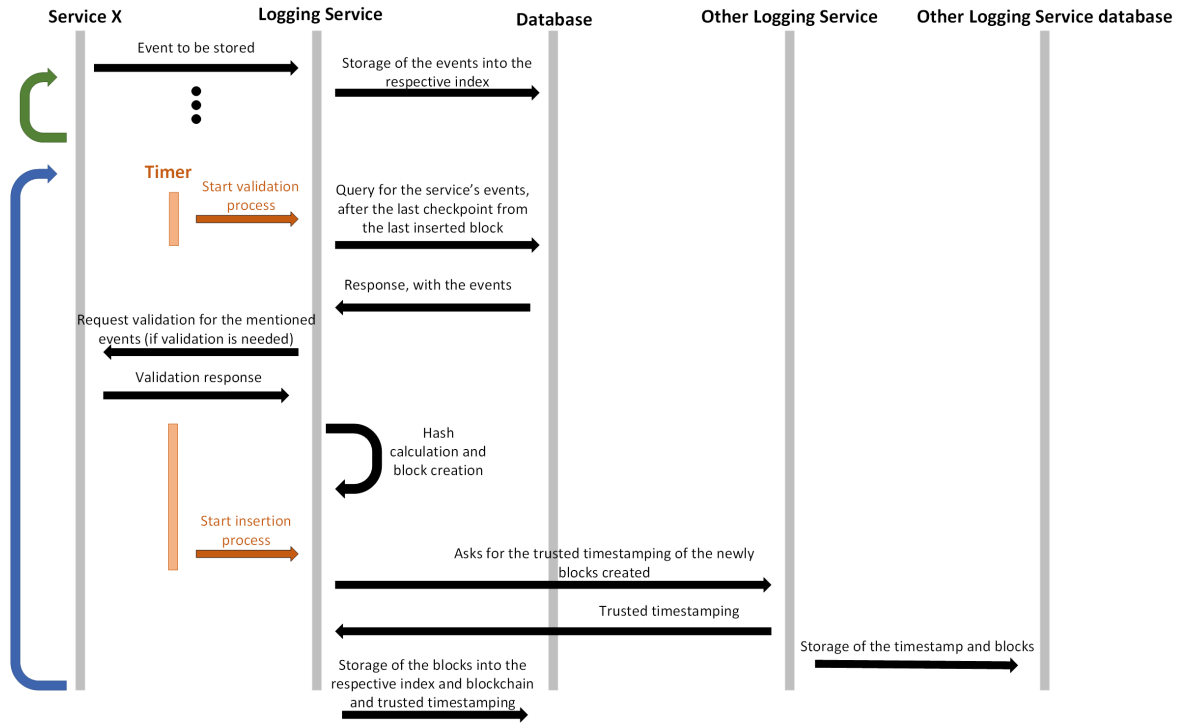 Service X
Logging Service
Database
Other Logging Service
Other Logging Service database
Event to be stored
Storage of the events into the
respective index
Timer
Start validation
process
Query for the service’s events,
after the last checkpoint from
the last inserted block
Response, with the events
Request validation for the mentioned
events (if validation is needed)
Validation response
Hash
calculation and
block creation
Start insertion
process
Asks for the trusted timestamping of the newly
blocks created
Trusted timestamping
Storage of the timestamp and blocks
Storage of the blocks into the
respective index and blockchain
and trusted timestamping